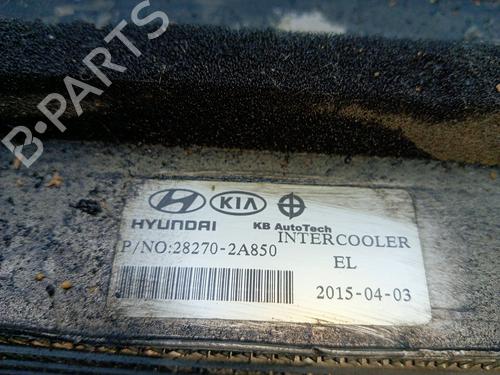 B-PARTS
HYUNDAI KIA KB AutoTech
P/NO:28270-2A850 INTERCOOLER
EL
2015-04-03